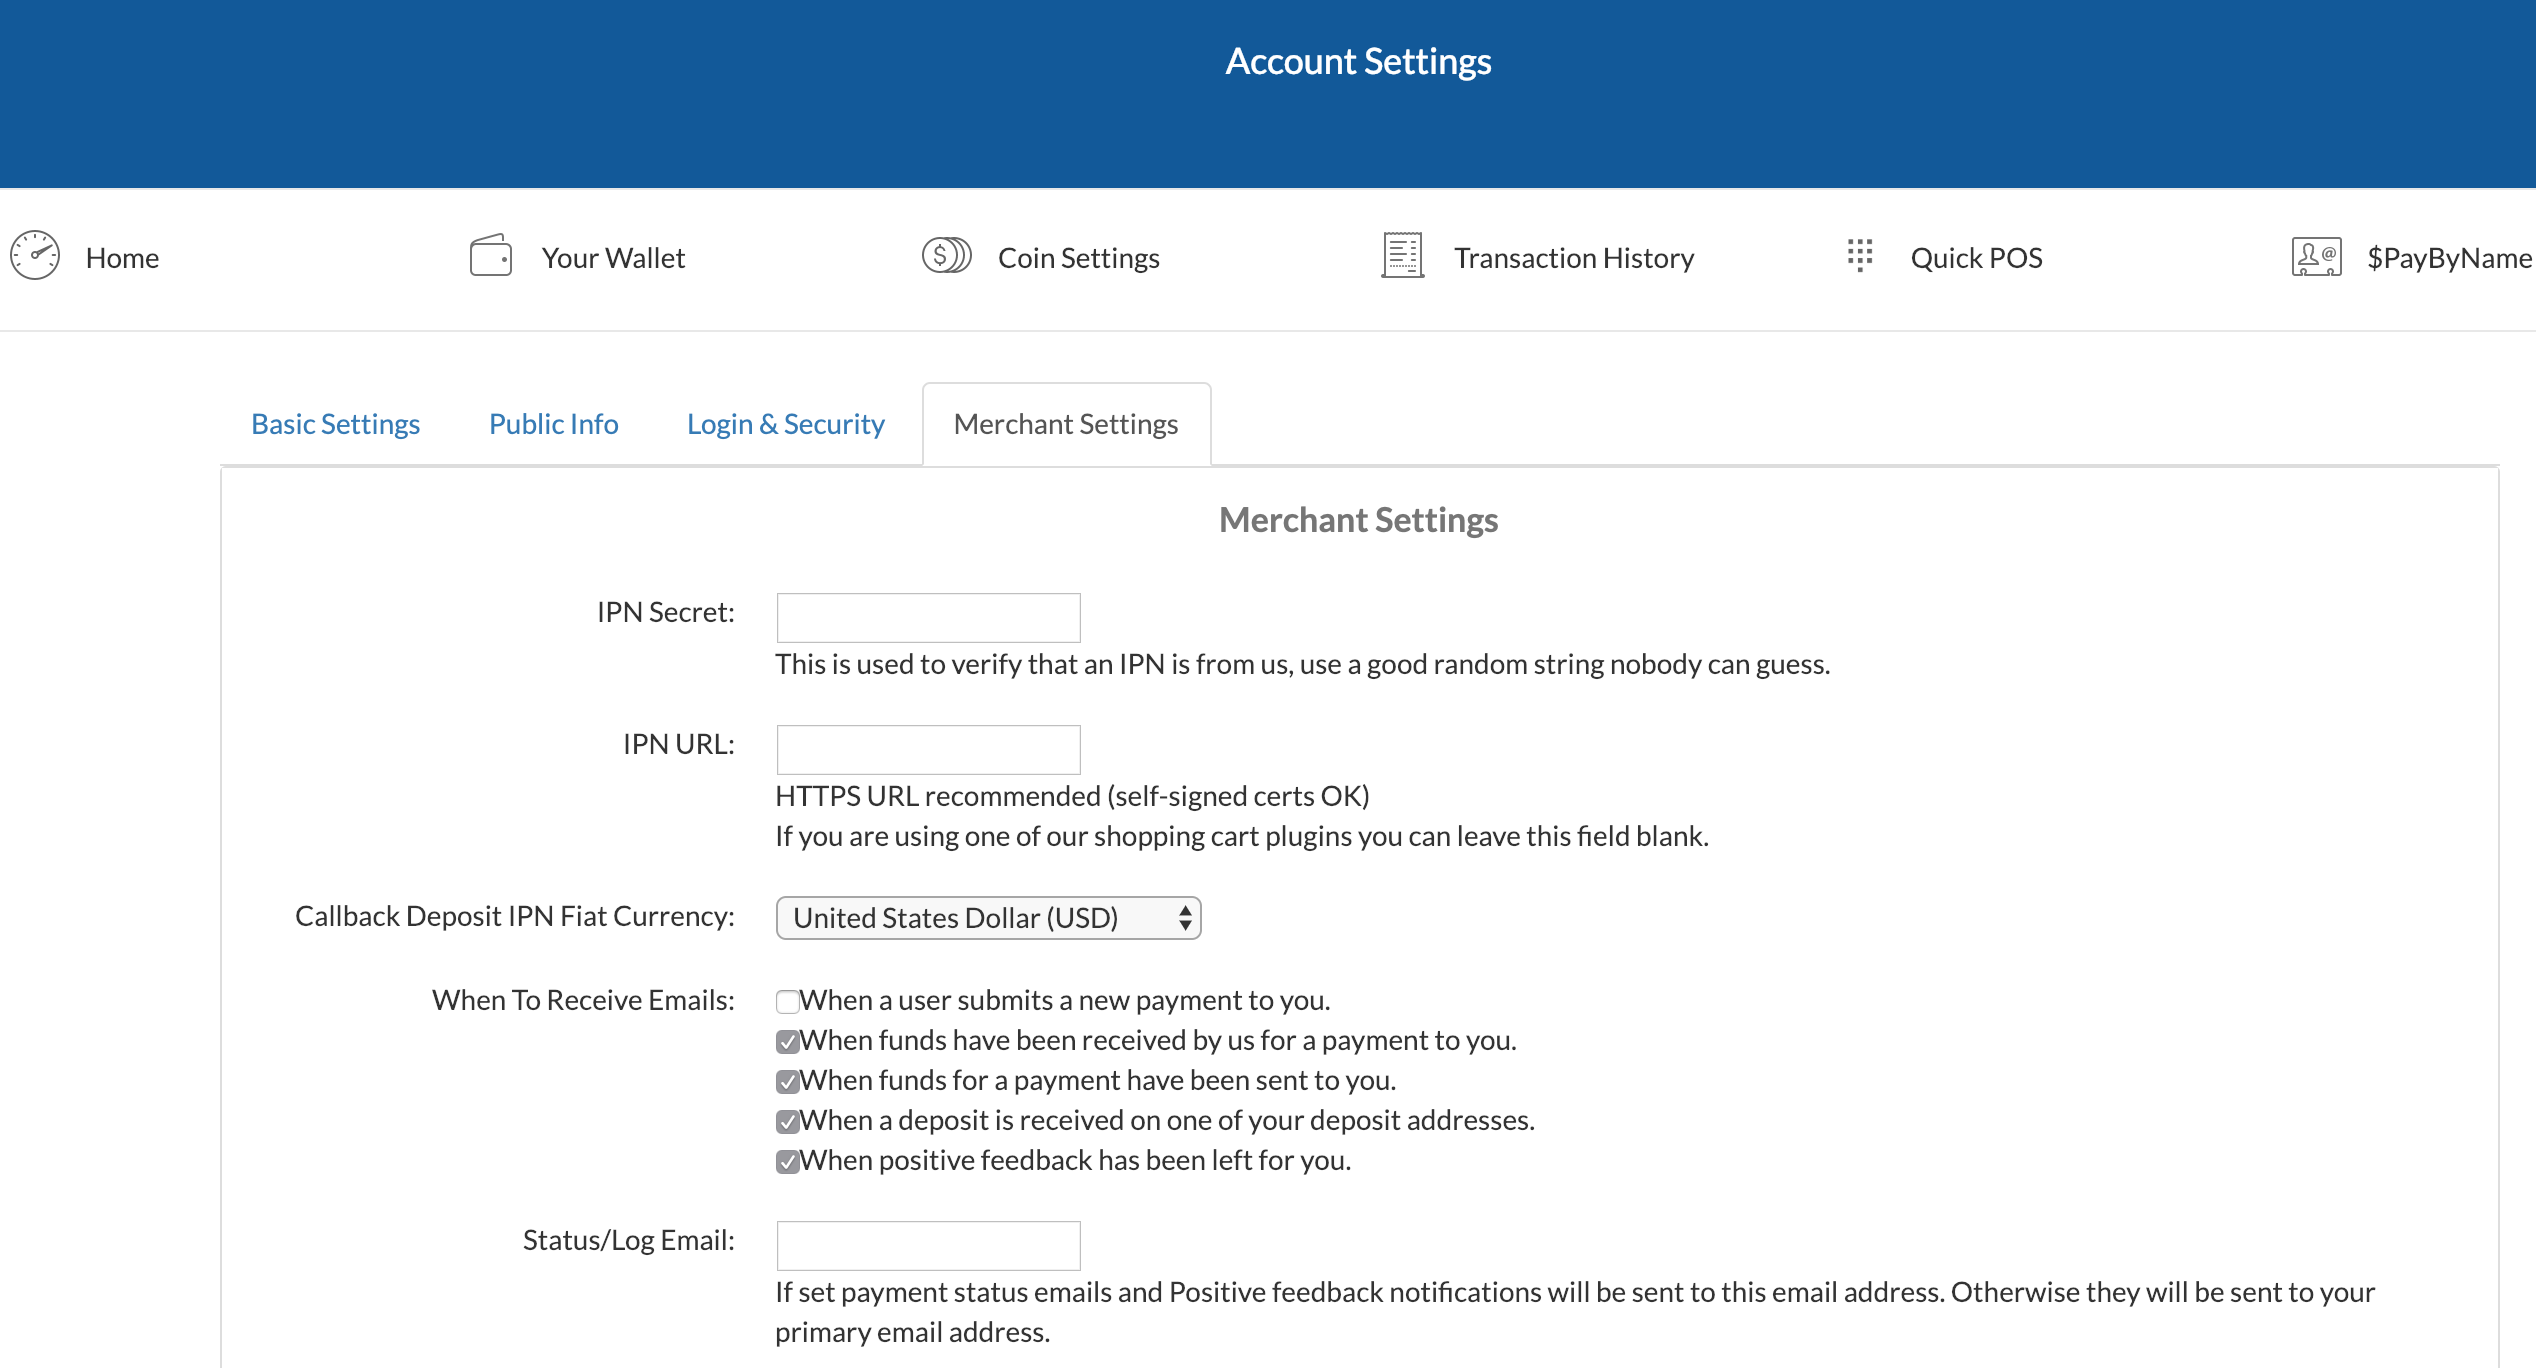 Account Settings
Home
Your Wallet
Coin Settings
Transaction History
Quick POS
$PayByName
Basic Settings
Public Info
Login & Security
Merchant Settings
Merchant Settings
IPN Secret:
This is used to verify that an IPN is from us, use a good random string nobody can guess.
IPN URL:
HTTPS URL recommended (self-signed certs OK)
If you are using one of our shopping cart plugins you can leave this field blank.
Callback Deposit IPN Fiat Currency:
United States Dollar (USD)
When To Receive Emails:
When a user submits a new payment to you.
When funds have been received by us for a payment to you.
When funds for a payment have been sent to you.
When a deposit is received on one of your deposit addresses.
When positive feedback has been left for you.
Status/Log Email:
If set payment status emails and Positive feedback notifications will be sent to this email address. Otherwise they will be sent to your
primary email address.